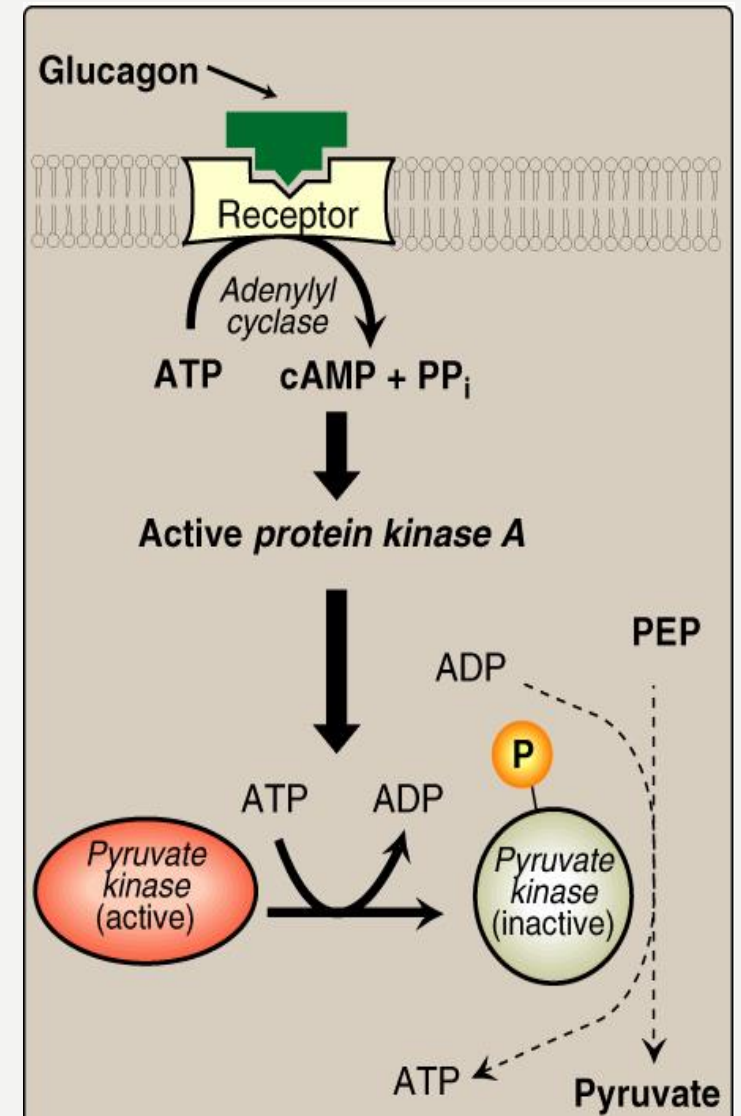 Glucagon
Receptor
Adenylyl
cyclase
ATP
cAMP + PPi
Active protein kinase A
PEP
ADP
P
ATP
ADP
Pyruvate
kinase
(active)
Pyruvate
kinase
(inactive)
ATP
Pyruvate